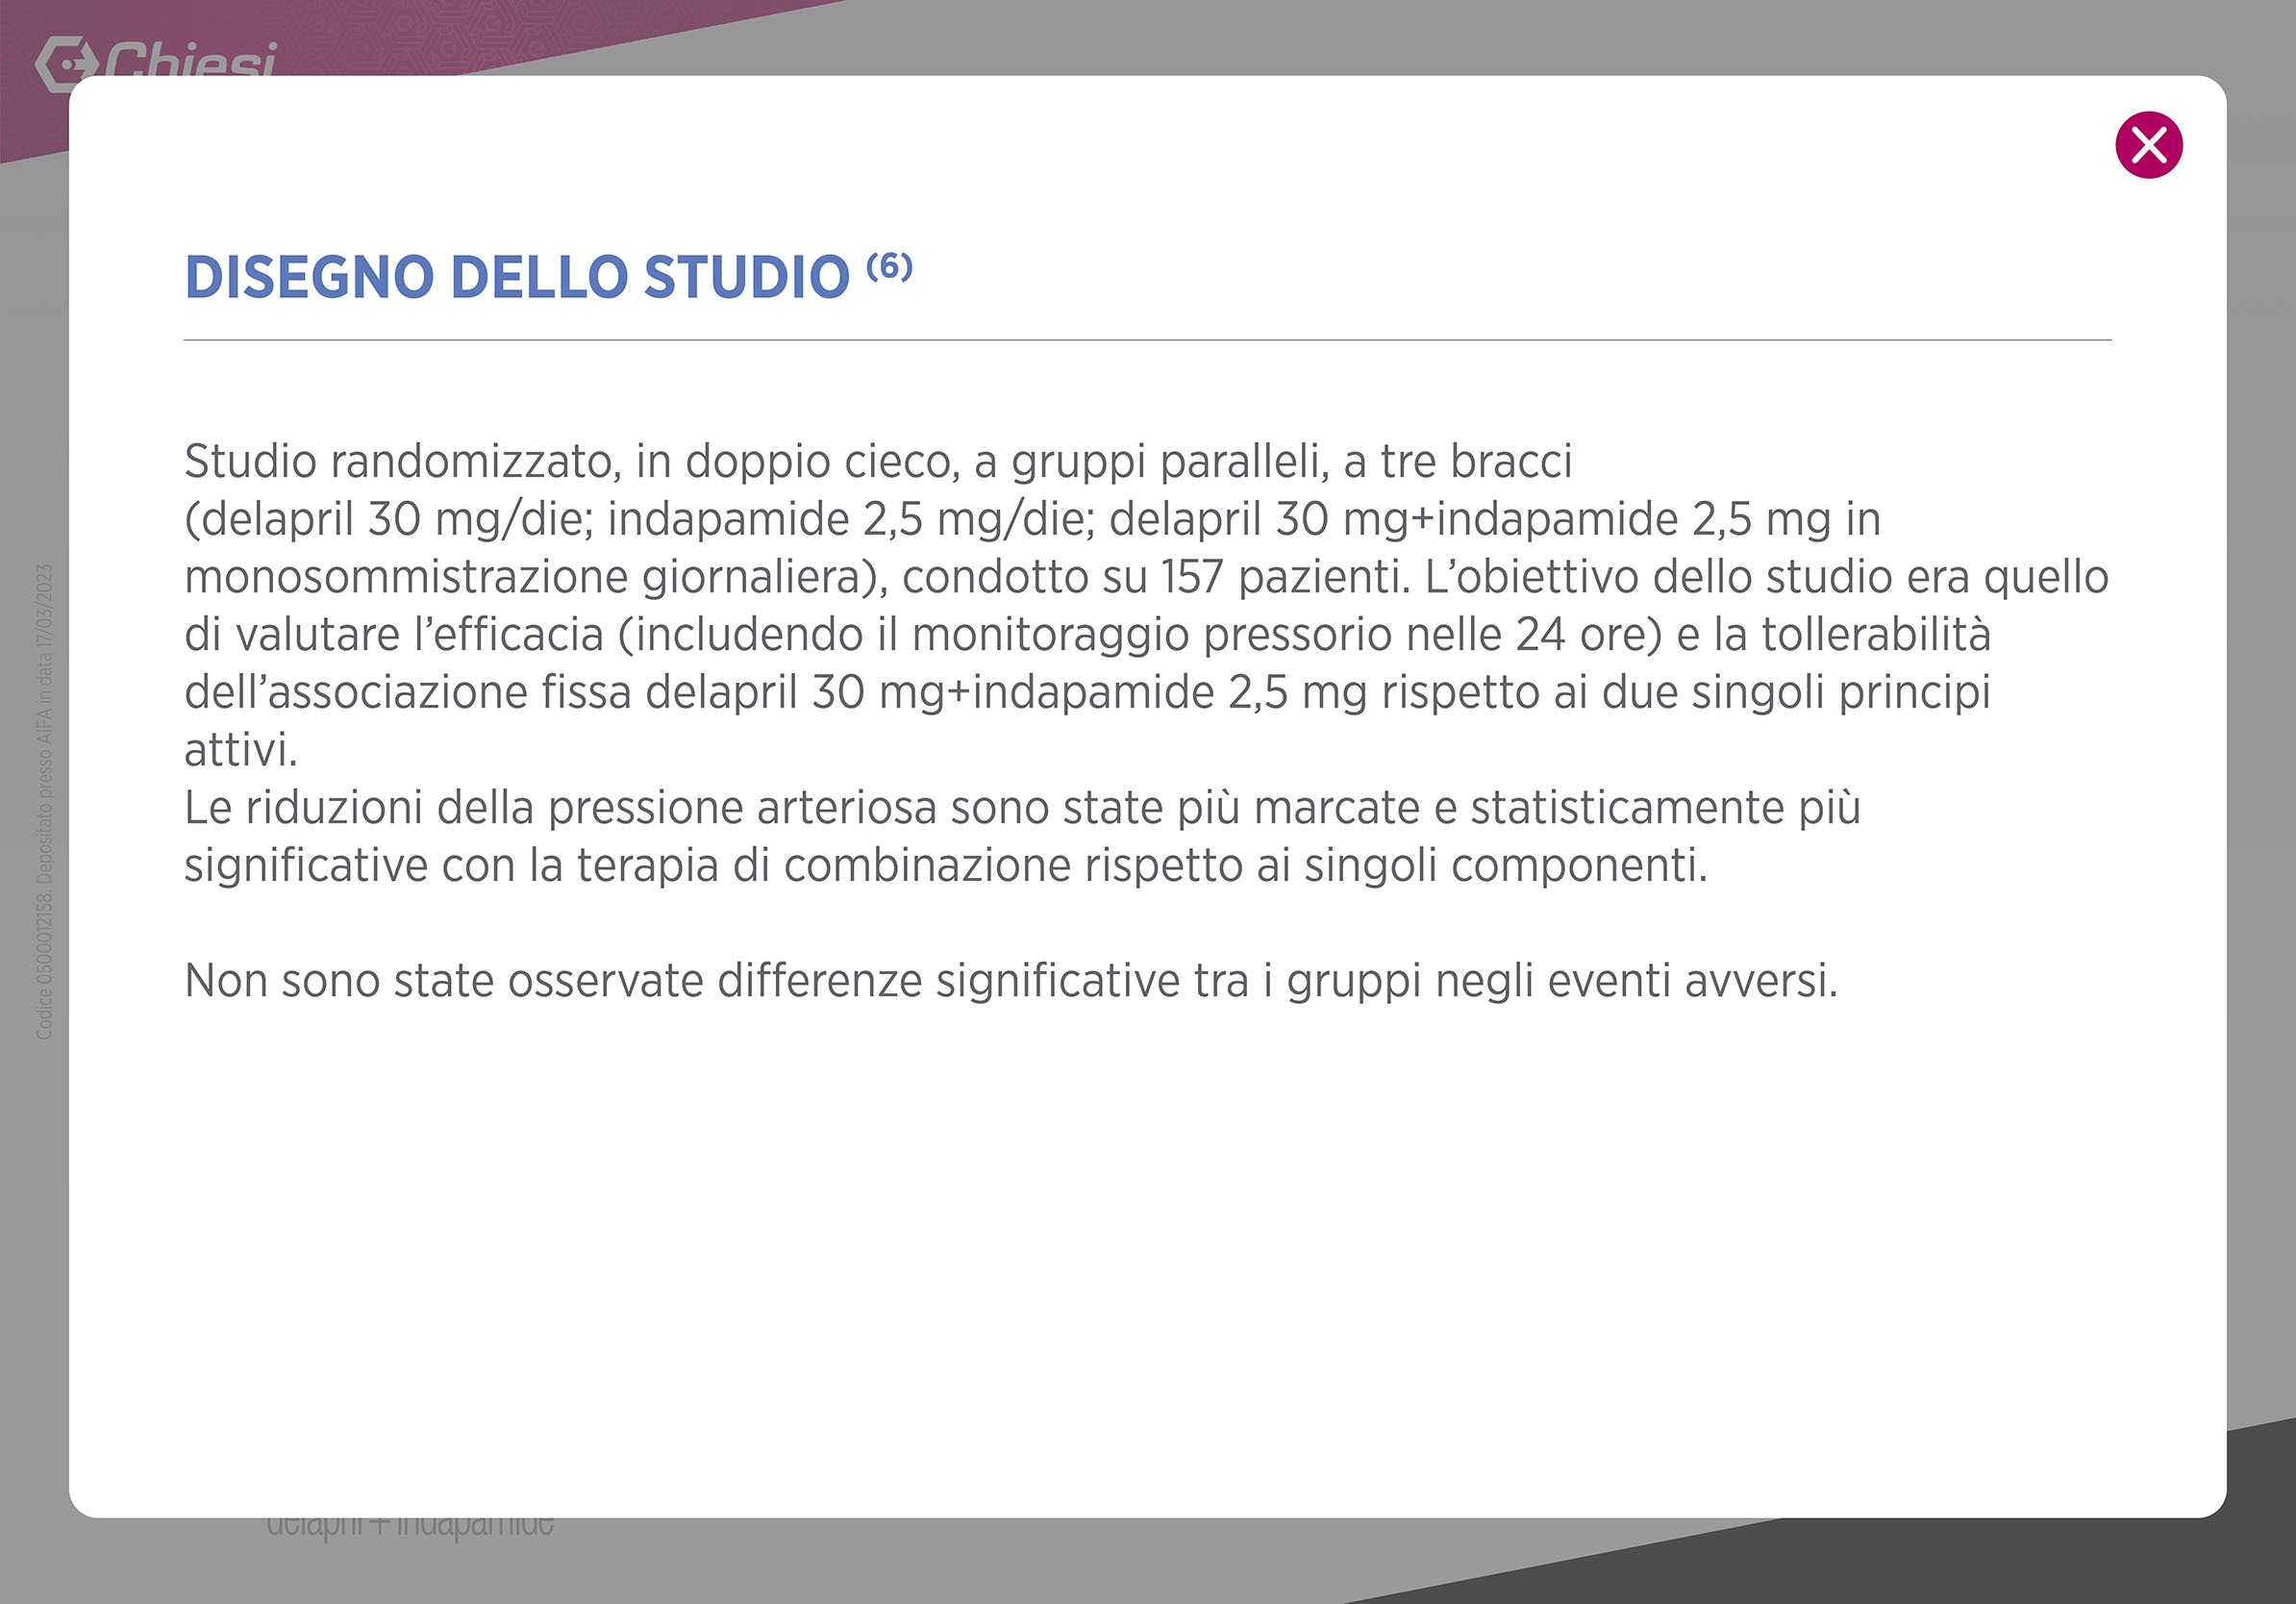 Chiesi
DISEGNO DELLO STUDIO (6)
Studio randomizzato, in doppio cieco, a gruppi paralleli, a tre bracci
(delapril 30 mg/die; indapamide 2,5 mg/die; delapril 30 mg+indapamide 2,5 mg in
monosommistrazione giornaliera), condotto su 157 pazienti. L’obiettivo dello studio era quello
di valutare l’efficacia (includendo il monitoraggio pressorio nelle 24 ore) e la tollerabilità
dell’associazione fissa delapril 30 mg+indapamide 2,5 mg rispetto ai due singoli principi
attivi.
Le riduzioni della pressione arteriosa sono state più marcate e statisticamente più
significative con la terapia di combinazione rispetto ai singoli componenti.
Non sono state osservate differenze significative tra i gruppi negli eventi avversi.
Codice 0500012158. Depositato presso AIFA in data 17/03/2023
delapril+indapamide